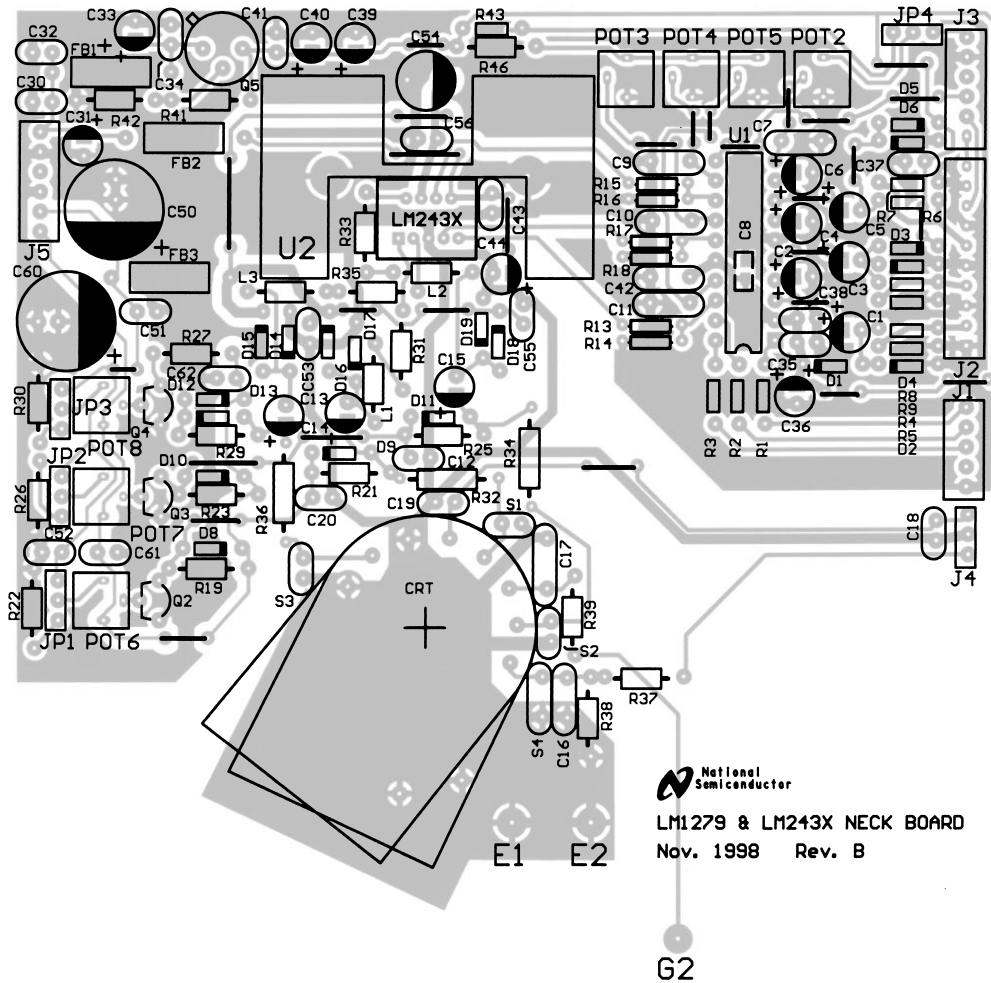 C33
C41
C40
C39
R43
JP4
J3
C32
FB1
C54
POT3
POT4
POT5
POT2
C34
Q5
R46
C30
R42
R41
D5
D6
C31
C56
U1
C7
FB2
C9
C6
C37
R15
R16
C50
R33
LM243X
C43
C10
R7
R6
R17
C8
C4
C5
J5
U2
C44
C2
D3
FB3
C60
L3
R35
L2
R18
C42
C38
C3
C51
D17
D19
C11
C1
R27
D15
D14
R31
D18
C55
R13
R14
C62
C53
D16
C15
C35
D1
J2
D12
D13
C13
L1
D11
D4
R30
JP3
R8
J1
Q4
C14
C36
R9
POT8
R29
R25
R34
R3
R2
R1
R4
R5
D2
JP2
D10
D9
C12
R21
R32
R26
Q3
R23
R36
C20
C19
S1
POT7
C52
C61
D8
C17
C18
R19
J4
R22
Q2
S3
CRT
R39
JP1
POT6
S2
R37
S4
C16
R38
National
Semiconductor
LM1279 & LM243X NECK BOARD
Nov. 1998 Rev. B
E1
E2
G2